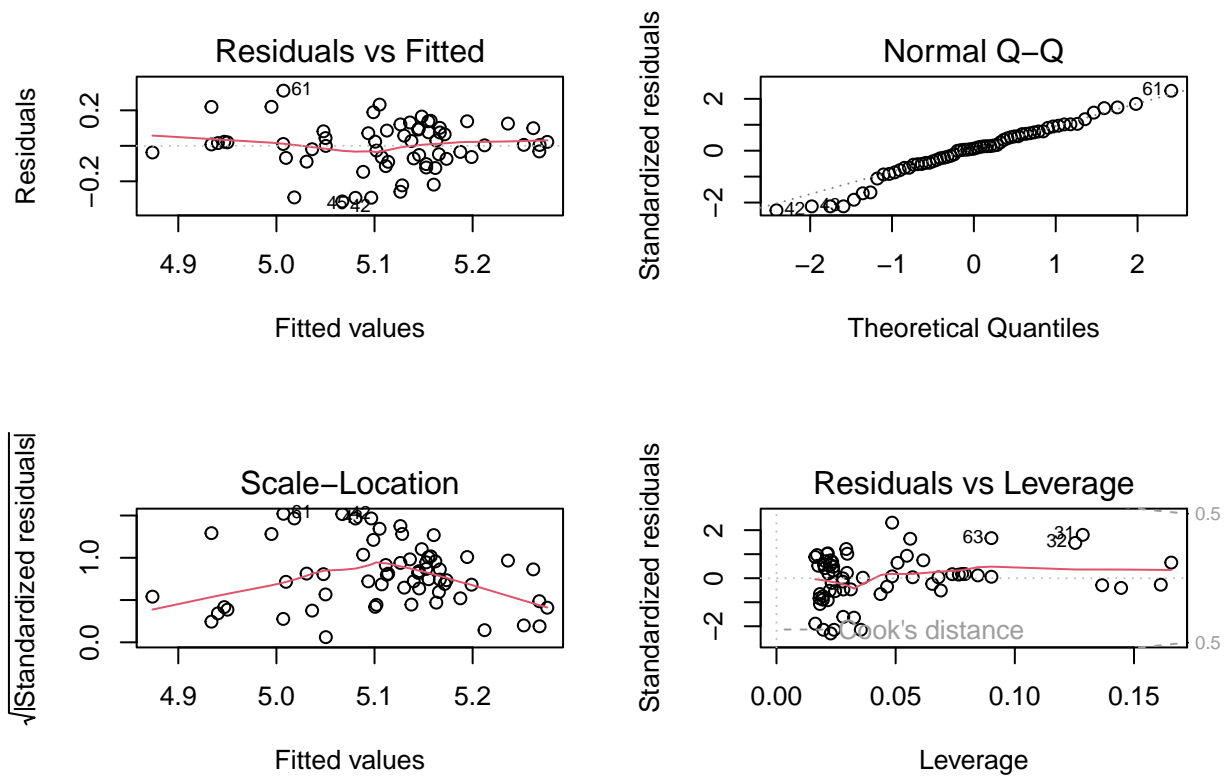 Residuals vs Fitted
Residuals
0.2
−0.2
61
42
4.9 5.0 5.1 5.2
Fitted values
Normal Q−Q
Standardized residuals
2
0
−2
61
42
−2 −1 0 1 2
Theoretical Quantiles
Scale−Location
√|Standardized residuals|
1.0
0.0
61
42
4.9 5.0 5.1 5.2
Fitted values
Residuals vs Leverage
Standardized residuals
2
0
−2
63
31
32
0.5
0.5
Cook's distance
0.00 0.05 0.10 0.15
Leverage